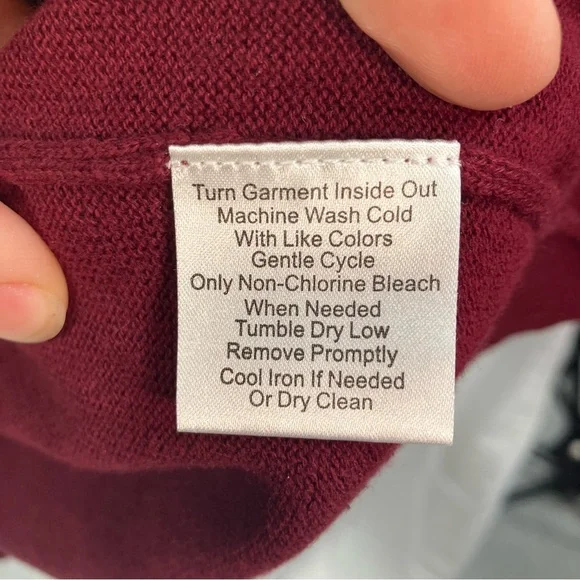 Turn Garment Inside Out
Machine Wash Cold
With Like Colors
Gentle Cycle
Only Non-Chlorine Bleach
When Needed
Tumble Dry Low
Remove Promptly
Cool Iron If Needed
Or Dry Clean